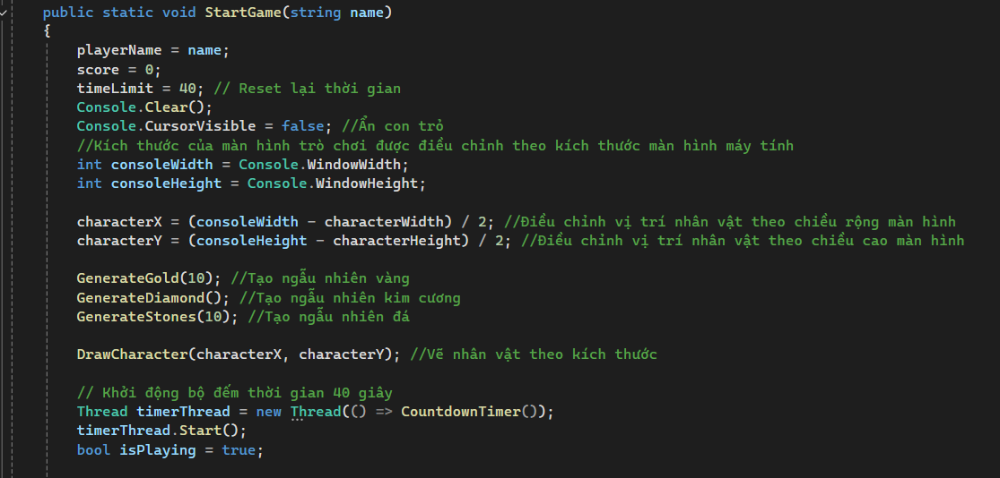 public static void StartGame(string name)
{
playerName = name;
score = 0;
timeLimit = 40; // Reset lại thời gian
Console.Clear();
Console.CursorVisible = false; //Ẩn con trỏ
//Kích thước của màn hình trò chơi được điều chỉnh theo kích thước màn hình máy tính
int consoleWidth = Console.WindowWidth;
int consoleHeight = Console.WindowHeight;
characterX = (consoleWidth - characterWidth) / 2; //Điều chỉnh vị trí nhân vật theo chiều rộng màn hình
characterY = (consoleHeight - characterHeight) / 2; //Điều chỉnh vị trí nhân vật theo chiều cao màn hình
GenerateGold(10); //Tạo ngẫu nhiên vàng
GenerateDiamond(); //Tạo ngẫu nhiên kim cương
GenerateStones(10); //Tạo ngẫu nhiên đá
DrawCharacter(characterX, characterY); //Vẽ nhân vật theo kích thước
// Khởi động bộ đếm thời gian 40 giây
Thread timerThread = new Thread(() => CountdownTimer());
timerThread.Start();
bool isPlaying = true;